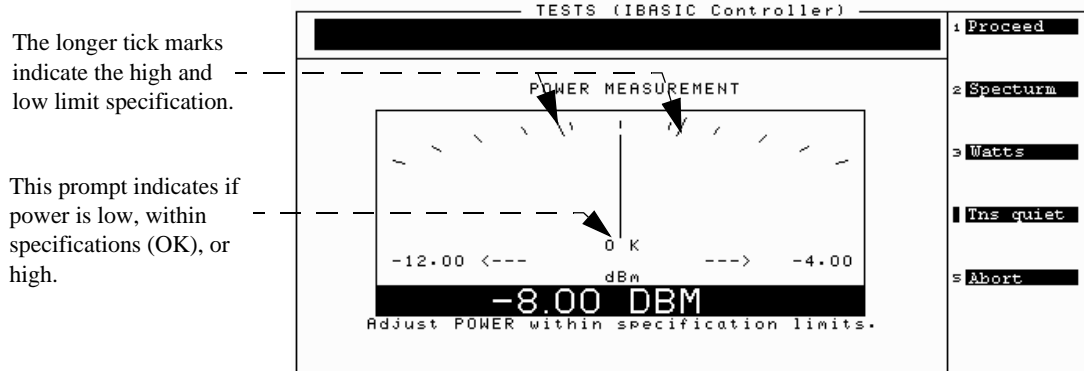 TESTS (IBASIC Controller)
The longer tick marks
indicate the high and
low limit specification.
POWER MEASUREMENT
This prompt indicates if
power is low, within
specifications (OK), or
high.
O K
-12.00 <---
---> -4.00
dBm
-8.00 DBM
Adjust POWER within specification limits.
1 Proceed
2 Specturm
3 Watts
Tns quiet
5 Abort